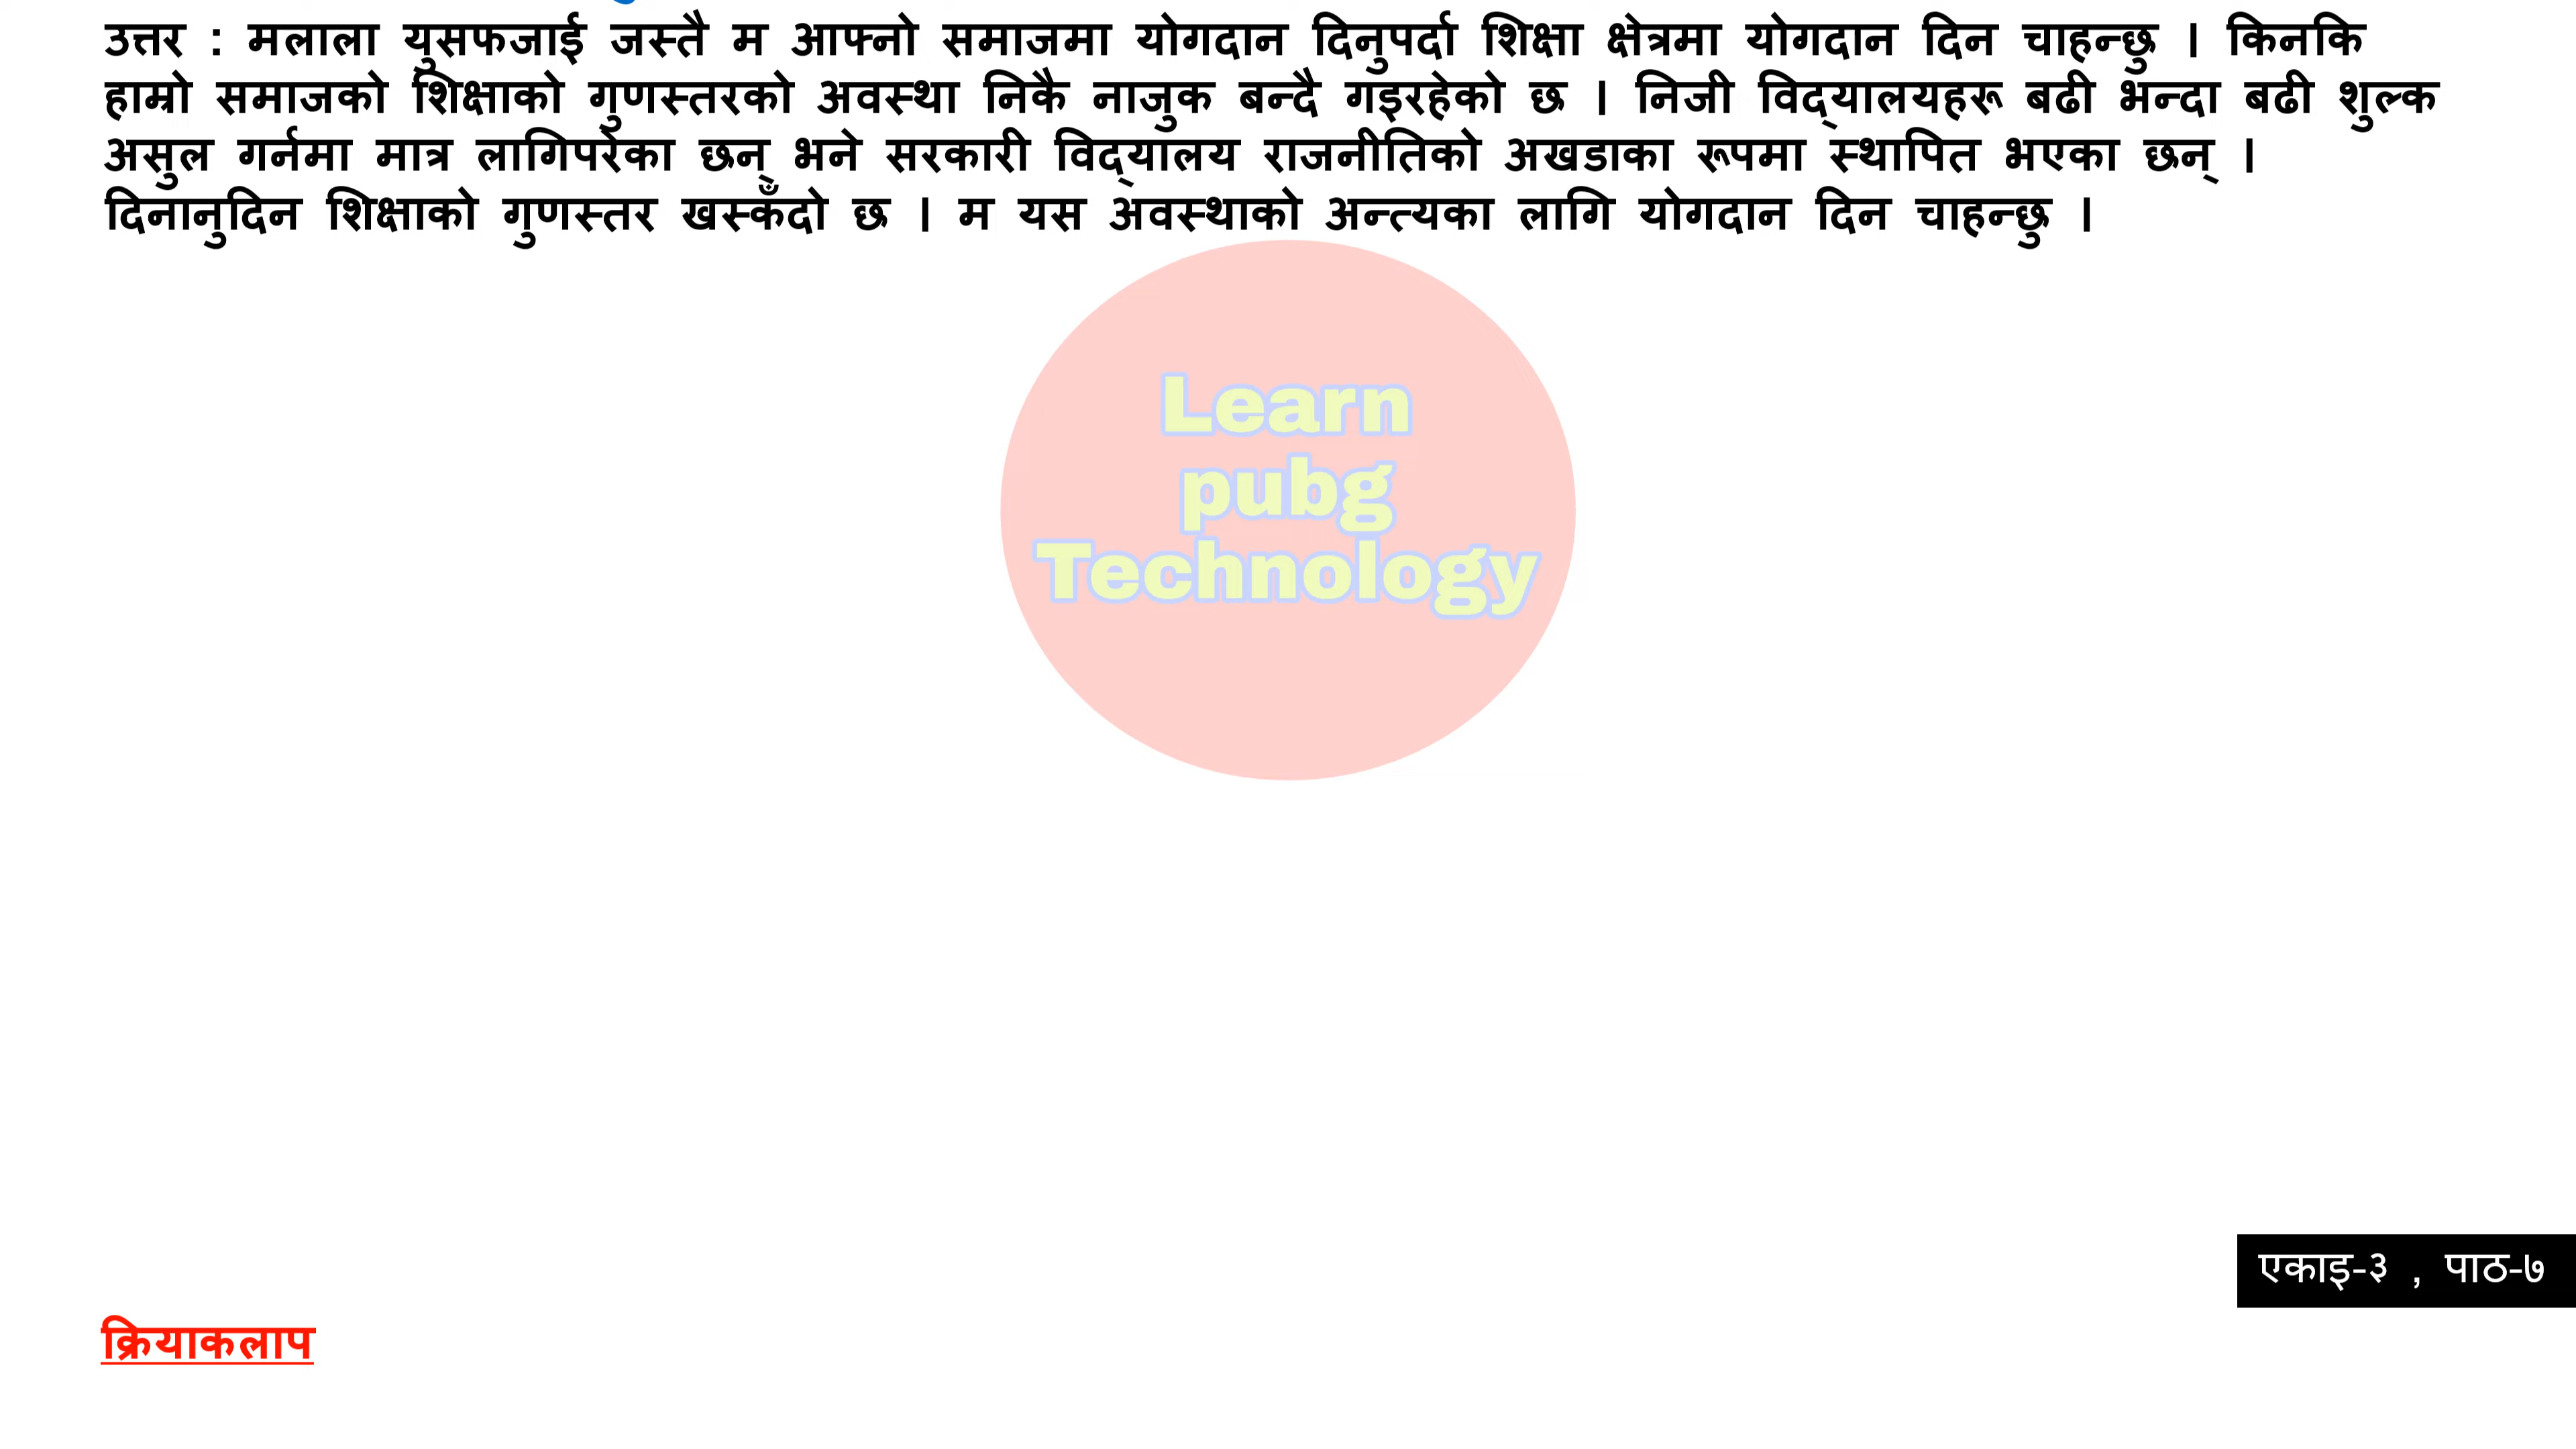 उत्तर : मलाला युसफजाई जस्तै म आफ्नो समाजमा योगदान दिनुपर्दा शिक्षा क्षेत्रमा योगदान दिन चाहन्छु । किनकि
हाम्रो समाजको शिक्षाको गुणस्तरको अवस्था निकै नाजुक बन्दै गइरहेको छ । निजी विद्‌यालयहरू बढी भन्दा बढी शुल्क
असुल गर्नमा मात्र लागिपरेका छन् भने सरकारी विद्‌यालय राजनीतिको अखडाका रूपमा स्थापित भएका छन् ।
दिनानुदिन शिक्षाको गुणस्तर खस्कँदो छ । म यस अवस्थाको अन्त्यका लागि योगदान दिन चाहन्छु ।
Learn
pubg
Technology
एकाइ-३ , पाठ-७
क्रियाकलाप